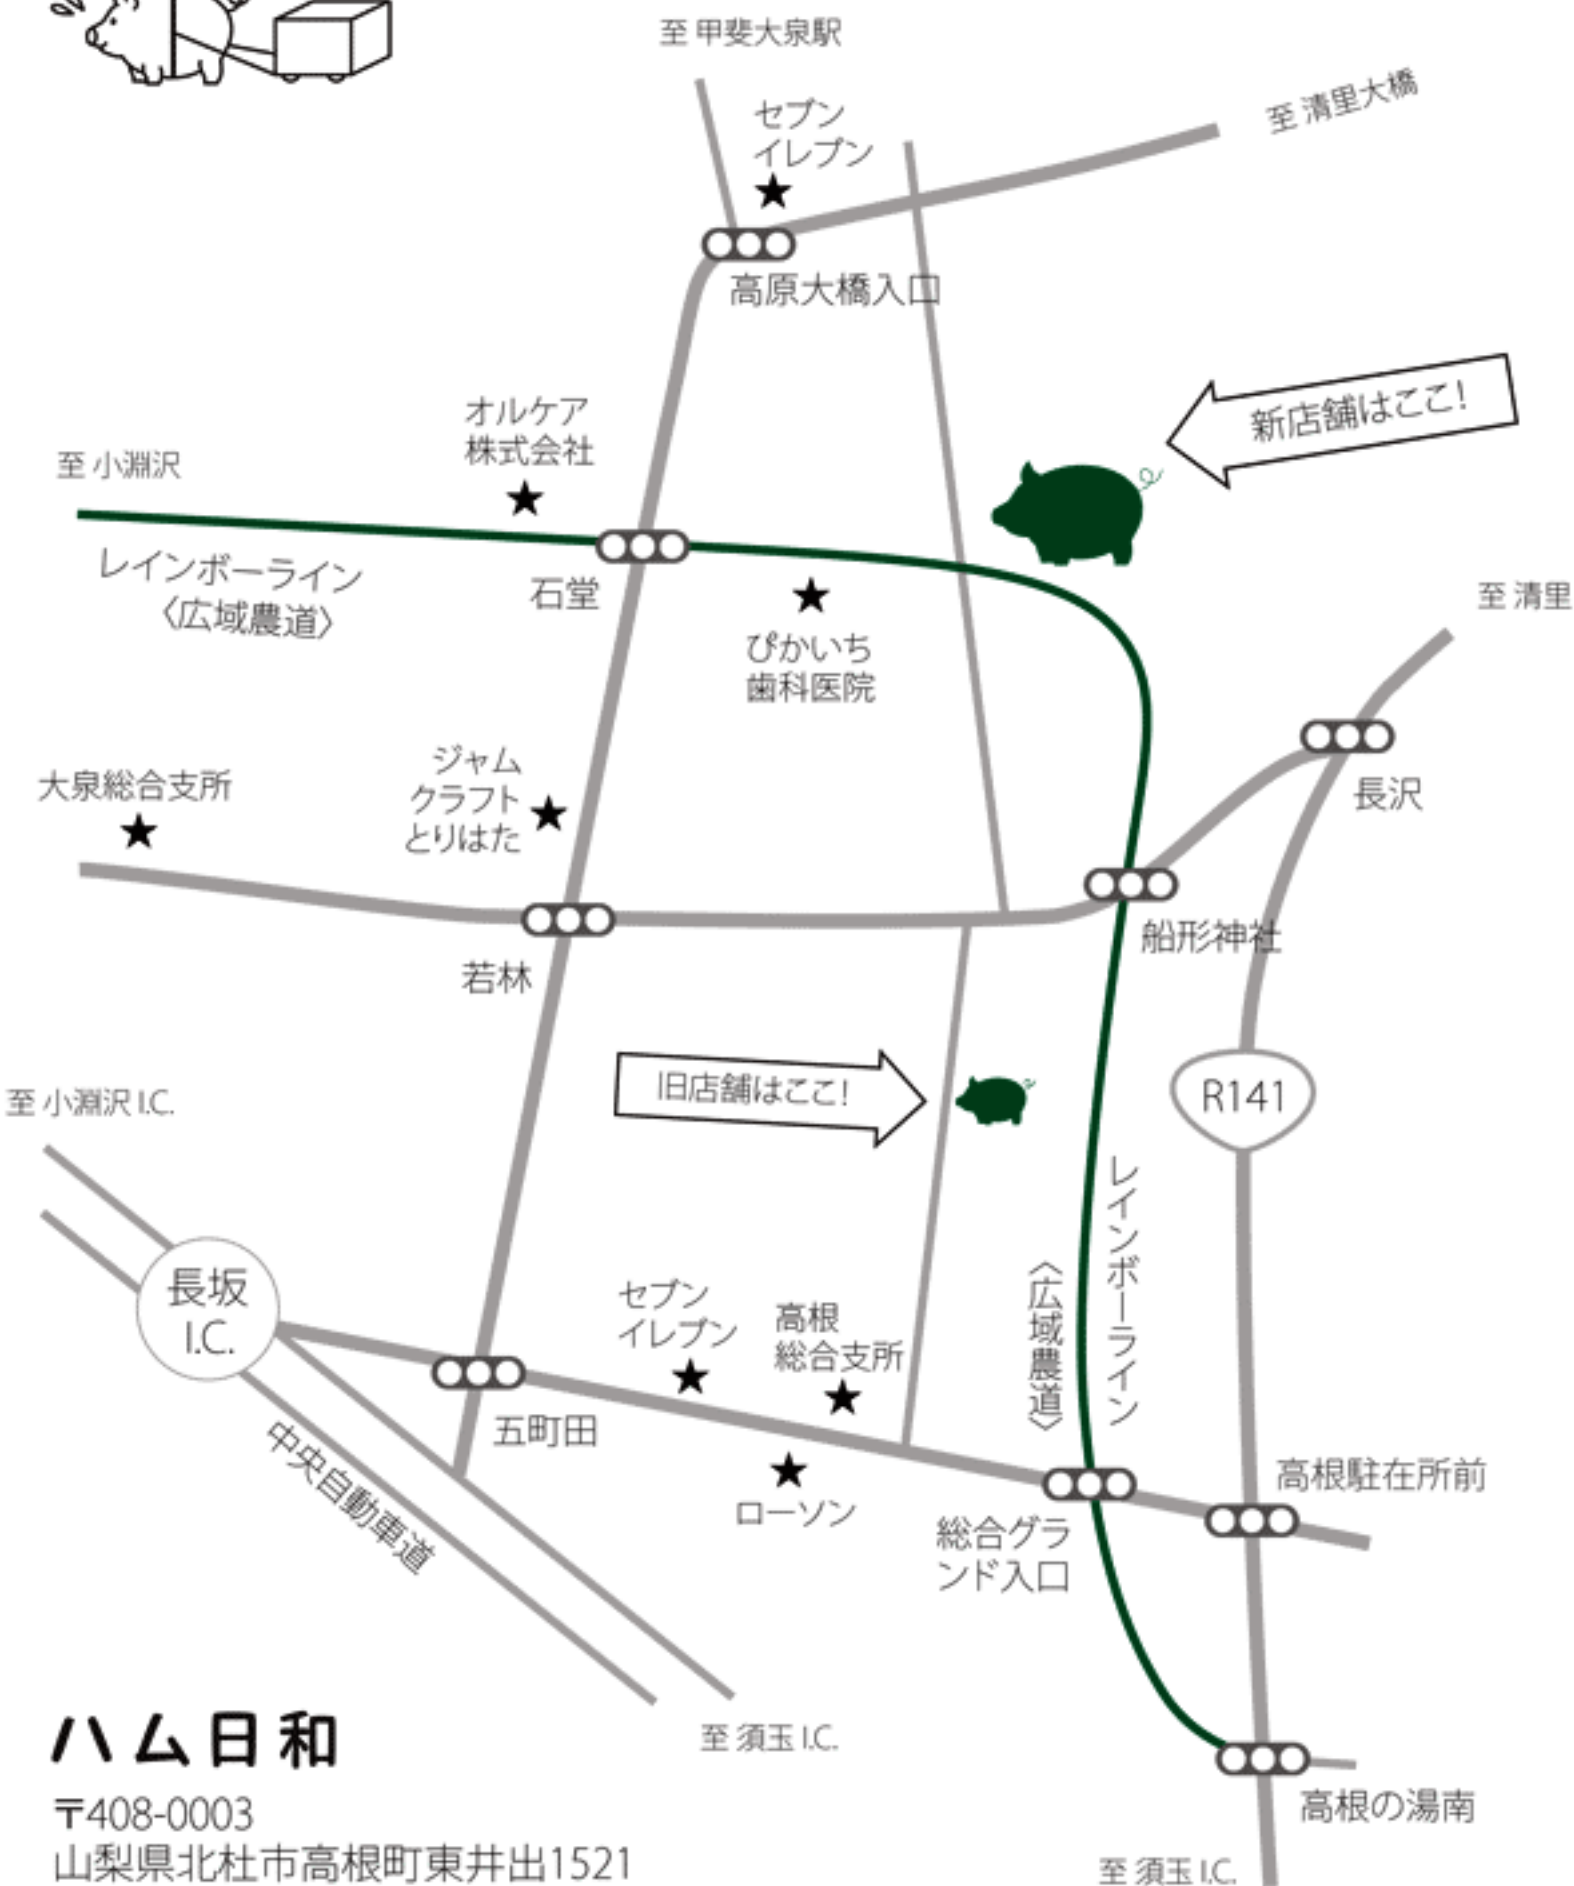 至 甲斐大泉駅
セブン
イレブン
至 清里大橋
高原大橋入口
新店舗はここ!
オルケア
株式会社
至 小淵沢
レインボーライン
〈広域農道〉
石堂
ぴかいち
歯科医院
至 清里
ジャム
クラフト
とりはた
大泉総合支所
長沢
若林
船形神社
旧店舗はここ!
至 小淵沢 I.C.
R141
長坂
I.C.
セブン
イレブン
高根
総合支所
レインボーライン
〈広域農道〉
五町田
中央自動車道
ローソン
高根駐在所前
総合グラ
ンド入口
至 須玉 I.C.
高根の湯南
至 須玉 I.C.
ハム日和
〒408-0003
山梨県北杜市高根町東井出1521